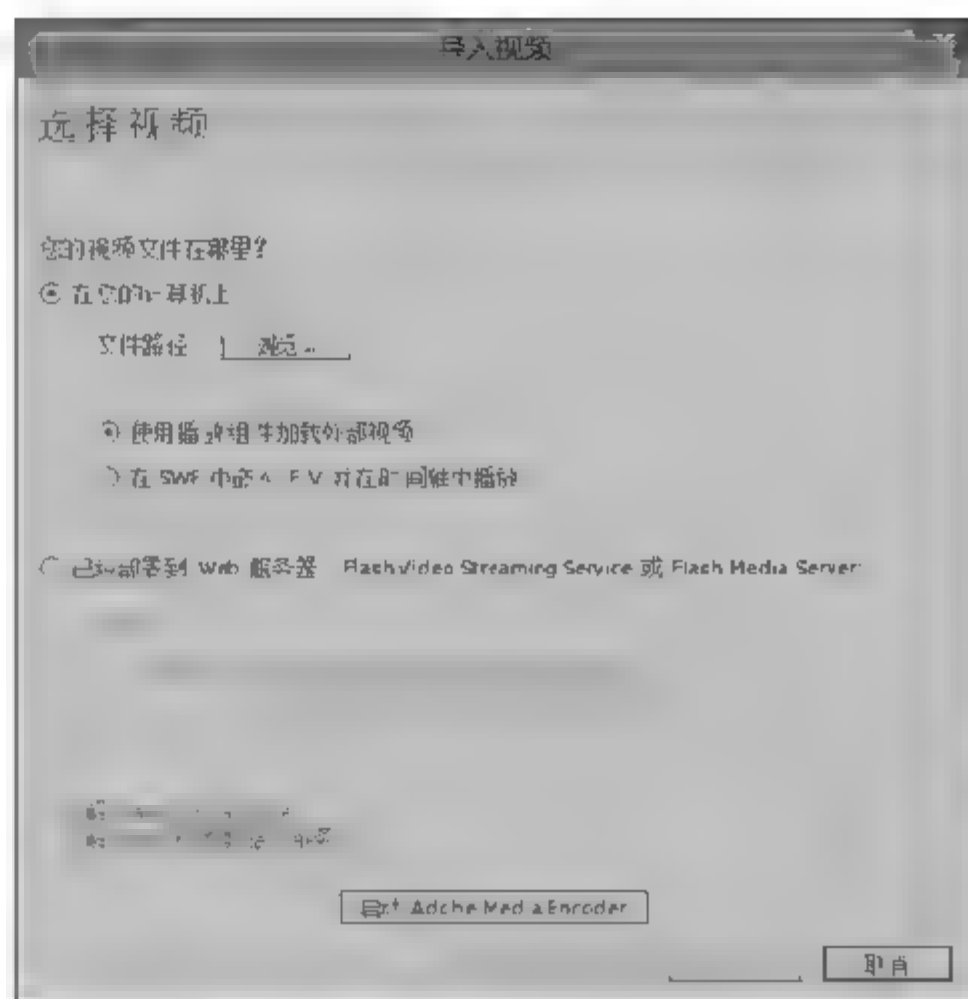 导入视频
选择视频
您的视频文件在哪里?
在您的计算机上
文件路径 浏览...
使用播放组件加载外部视频
在 SWF 中嵌入 FLV 并在时间轴中播放
已经部署到 Web 服务器 Flash Video Streaming Service 或 Flash Media Server:
Adobe Media Encoder
取消